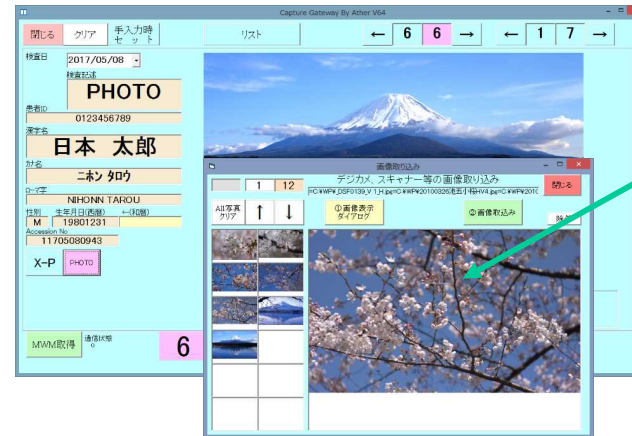 Capture Gateway By Ather V64
閉じる
クリア
手入力時
セット
リスト
← 6 6 →
← 1 7 →
検査日
2017/05/08
検査記述
PHOTO
患者ID
0123456789
漢字名
日本 太郎
カナ名
ニホン タロウ
ローマ字
NIHONN TAROU
性別 生年月日(西暦) ←(和暦)
M 19801231
Accession No
11705080943
X-P
PHOTO
MWM取得
通信状態
0
6
画像取り込み
1 12
デジカメ、スキャナー等の画像取り込み
閉じる
All写真
クリア
↑ ↓
①画像表示
ダイアログ
②画像取込み